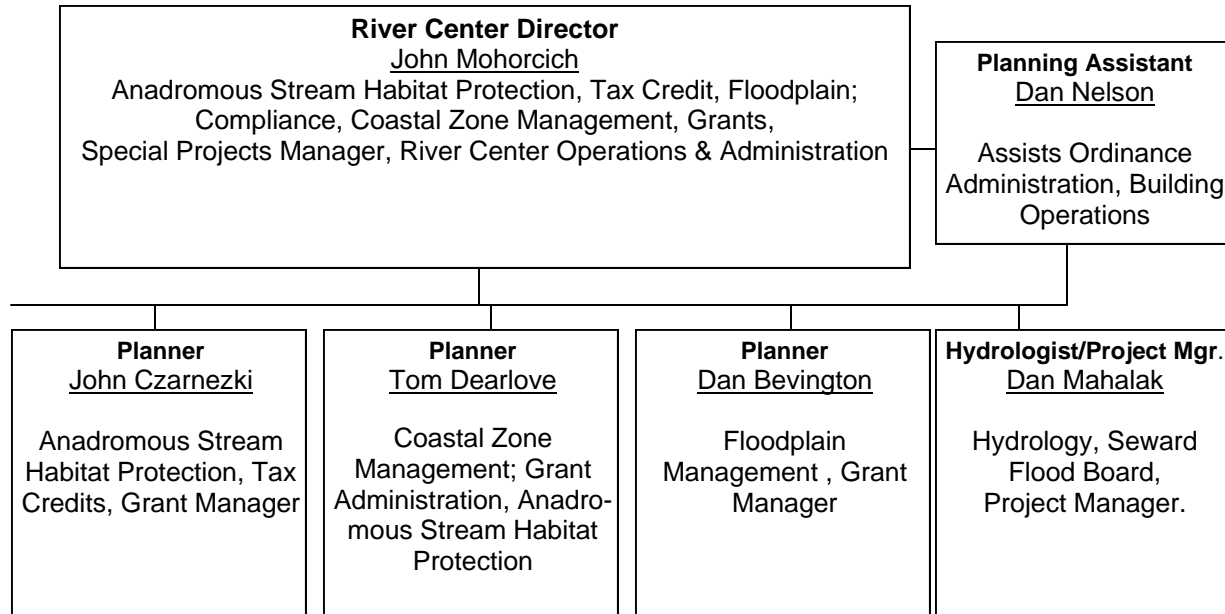 River Center Director
John Mohorcich
Anadromous Stream Habitat Protection, Tax Credit, Floodplain;
Compliance, Coastal Zone Management, Grants,
Special Projects Manager, River Center Operations & Administration
Planning Assistant
Dan Nelson
Assists Ordinance
Administration, Building
Operations
Planner
John Czarnezki
Anadromous Stream
Habitat Protection, Tax
Credits, Grant Manager
Planner
Tom Dearlove
Coastal Zone
Management; Grant
Administration, Anadro-
mous Stream Habitat
Protection
Planner
Dan Bevington
Floodplain
Management , Grant
Manager
Hydrologist/Project Mgr.
Dan Mahalak
Hydrology, Seward
Flood Board,
Project Manager.